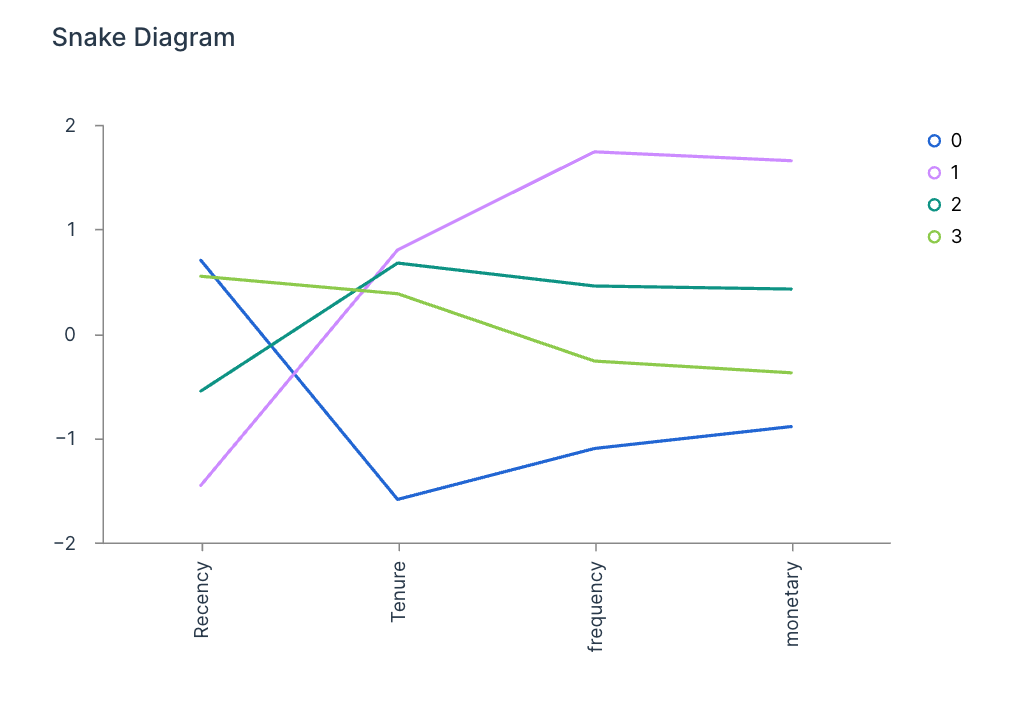 Snake Diagram
2
1
0
−1
−2
Recency
Tenure
frequency
monetary
0
1
2
3